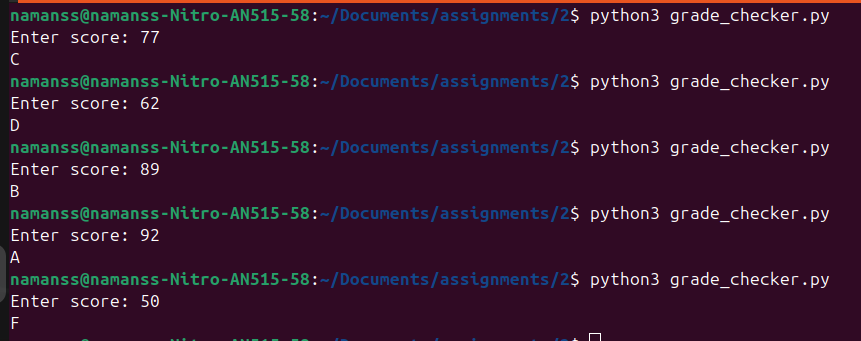 namanss@namanss-Nitro-AN515-58:~/Documents/assignments/2$ python3 grade_checker.py
Enter score: 77
C
namanss@namanss-Nitro-AN515-58:~/Documents/assignments/2$ python3 grade_checker.py
Enter score: 62
D
namanss@namanss-Nitro-AN515-58:~/Documents/assignments/2$ python3 grade_checker.py
Enter score: 89
B
namanss@namanss-Nitro-AN515-58:~/Documents/assignments/2$ python3 grade_checker.py
Enter score: 92
A
namanss@namanss-Nitro-AN515-58:~/Documents/assignments/2$ python3 grade_checker.py
Enter score: 50
F